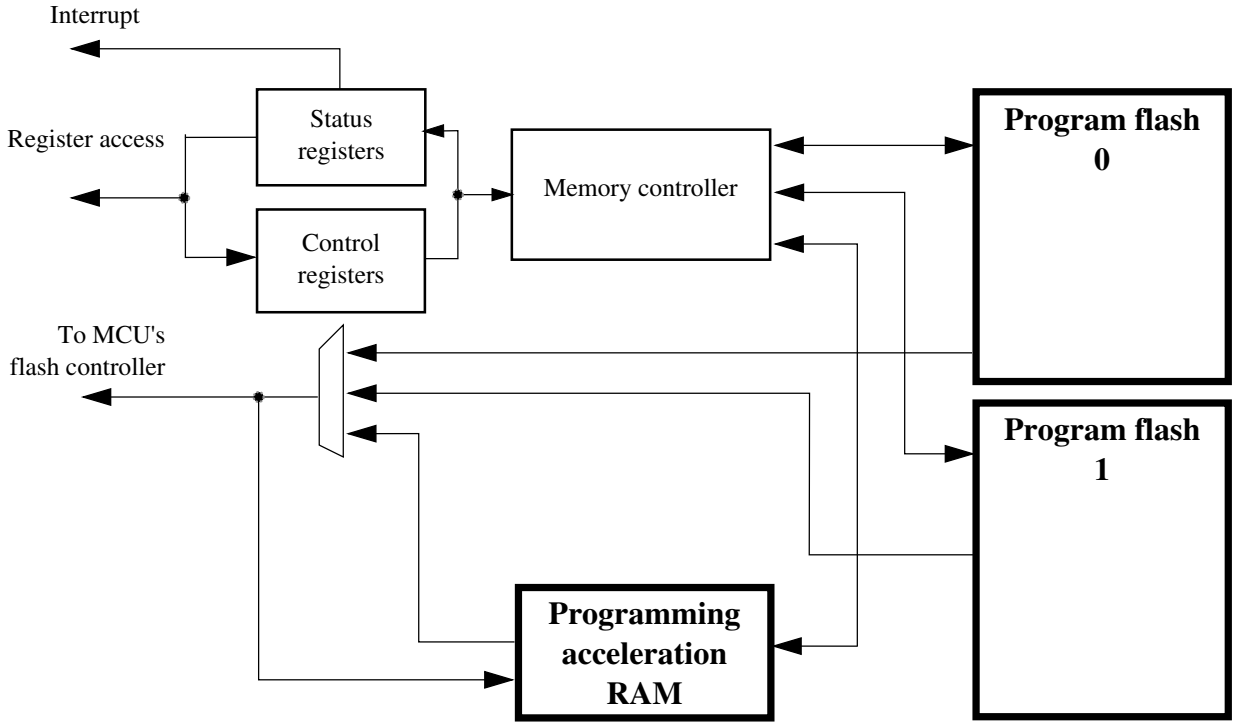 Interrupt
Register access
Status
registers
Control
registers
Memory controller
Program flash
0
To MCU's
flash controller
Program flash
1
Programming
acceleration
RAM